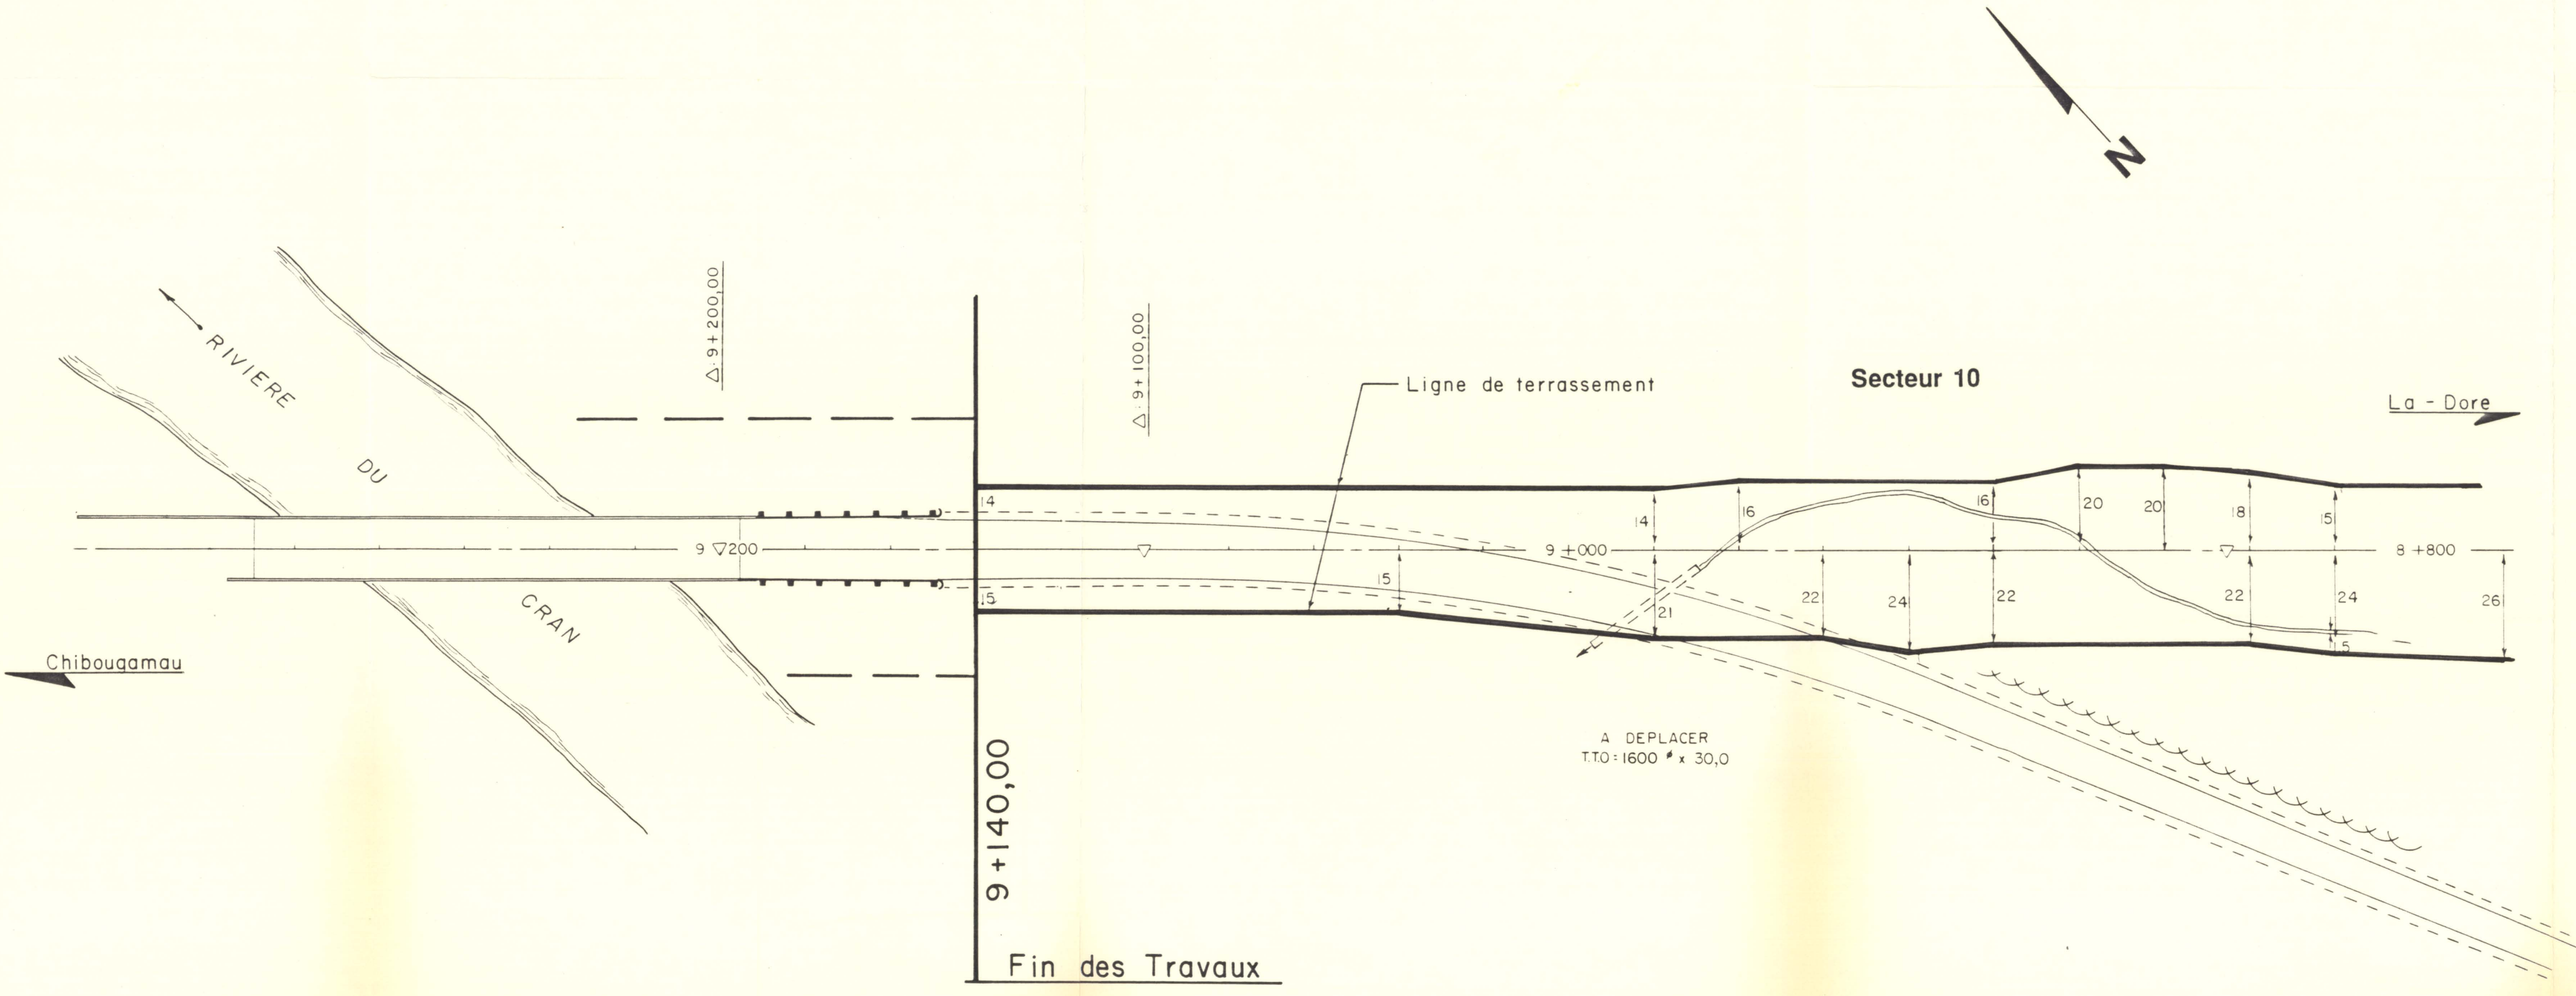 N
△ 9+200,00
△ 9+100,00
RIVIERE
DU
CRAN
Ligne de terrassement
Secteur 10
La - Dore
14
14
16
16
20
20
18
15
9 ▽200
▽
9 +000
▽
8 +800
15
15
21
22
24
22
22
24
26
15
Chibougamau
A DEPLACER
T.T.O = 1600 ø x 30,0
9+140,00
Fin des Travaux